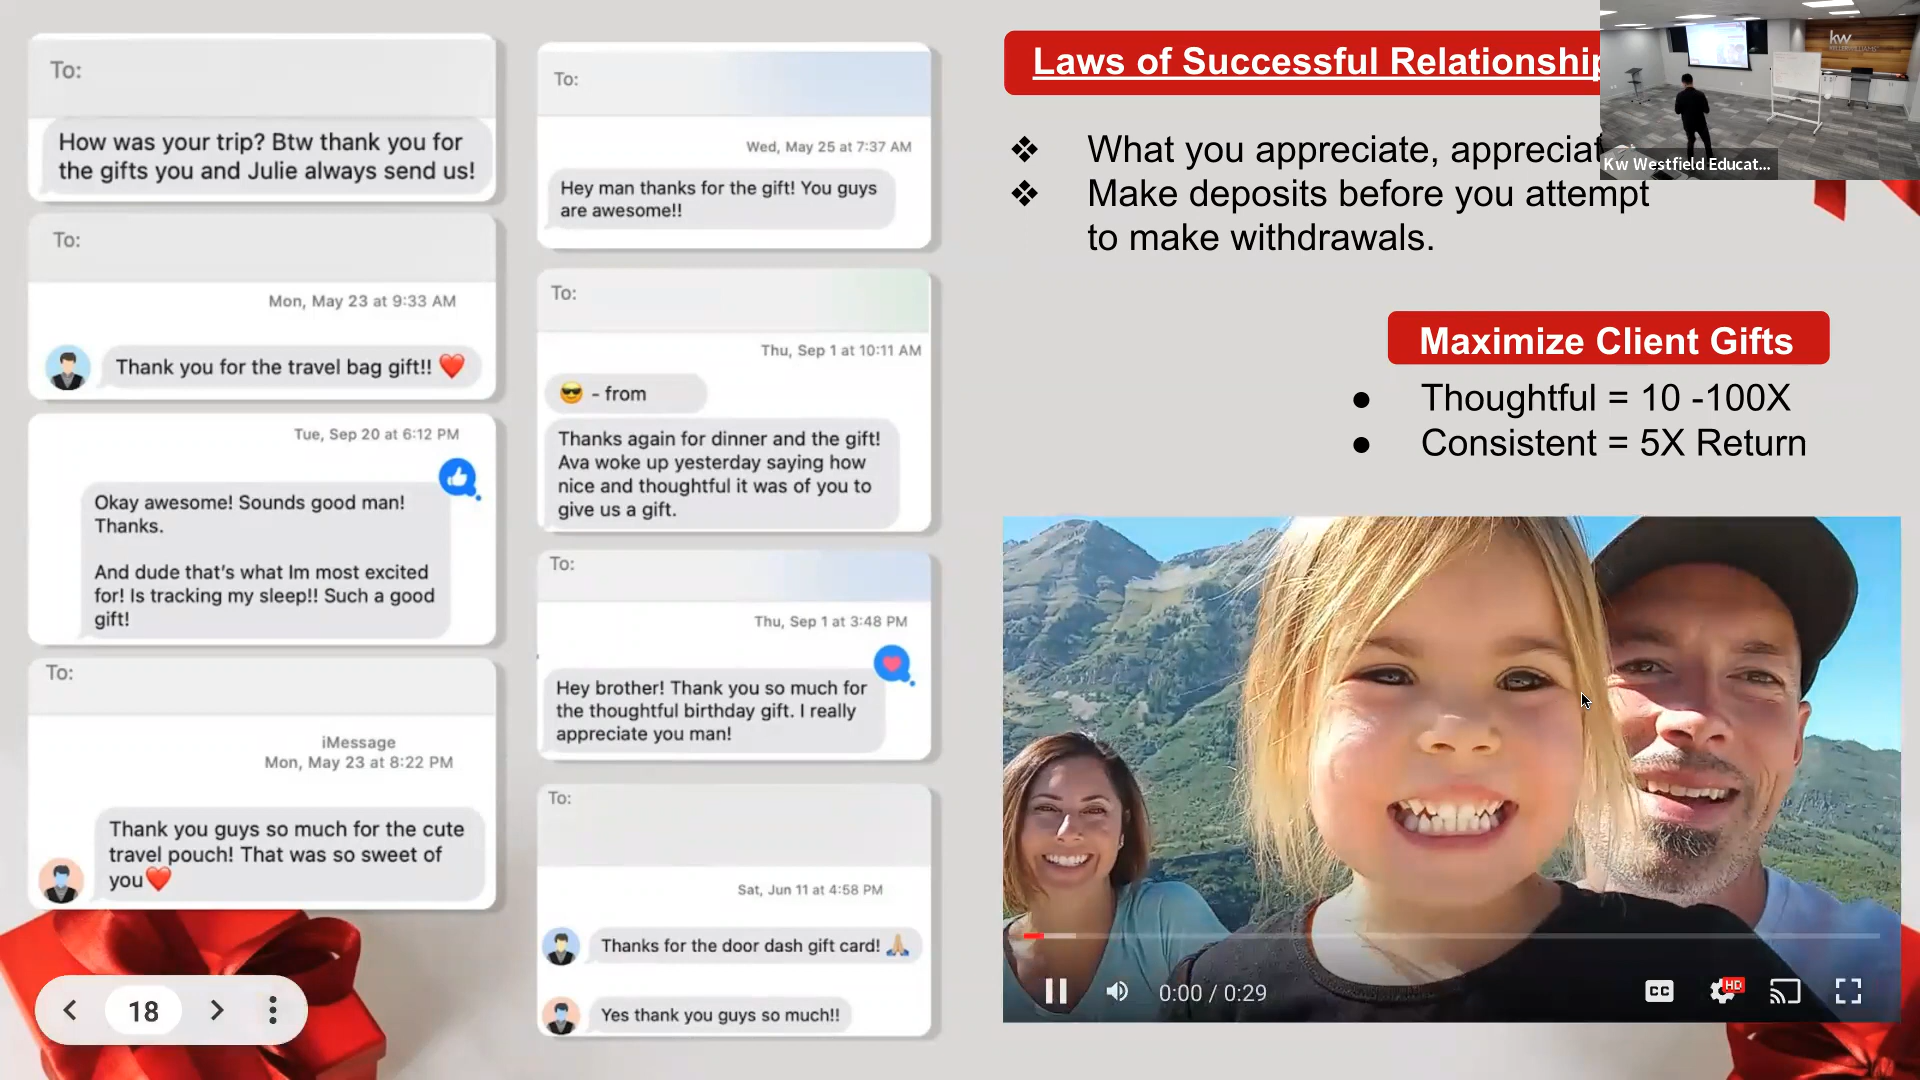 To:
How was your trip? Btw thank you for
the gifts you and Julie always send us!
To:
Mon, May 23 at 9:33 AM
Thank you for the travel bag gift!! ❤️
Tue, Sep 20 at 6:12 PM
Okay awesome! Sounds good man!
Thanks.
And dude that's what Im most excited
for! Is tracking my sleep!! Such a good
gift!
To:
iMessage
Mon, May 23 at 8:22 PM
Thank you guys so much for the cute
travel pouch! That was so sweet of
you❤️
18
To:
Wed, May 25 at 7:37 AM
Hey man thanks for the gift! You guys
are awesome!!
To:
Thu, Sep 1 at 10:11 AM
😎 - from
Thanks again for dinner and the gift!
Ava woke up yesterday saying how
nice and thoughtful it was of you to
give us a gift.
To:
Thu, Sep 1 at 3:48 PM
Hey brother! Thank you so much for
the thoughtful birthday gift. I really
appreciate you man!
To:
Sat, Jun 11 at 4:58 PM
Thanks for the door dash gift card! 🙏🏼
Yes thank you guys so much!!
Laws of Successful Relationship
❖ What you appreciate, appreciat
❖ Make deposits before you attempt
to make withdrawals.
kw
KELLERWILLIAMS
Kw Westfield Educat...
Maximize Client Gifts
● Thoughtful = 10 -100X
● Consistent = 5X Return
0:00 / 0:29
CC
HD